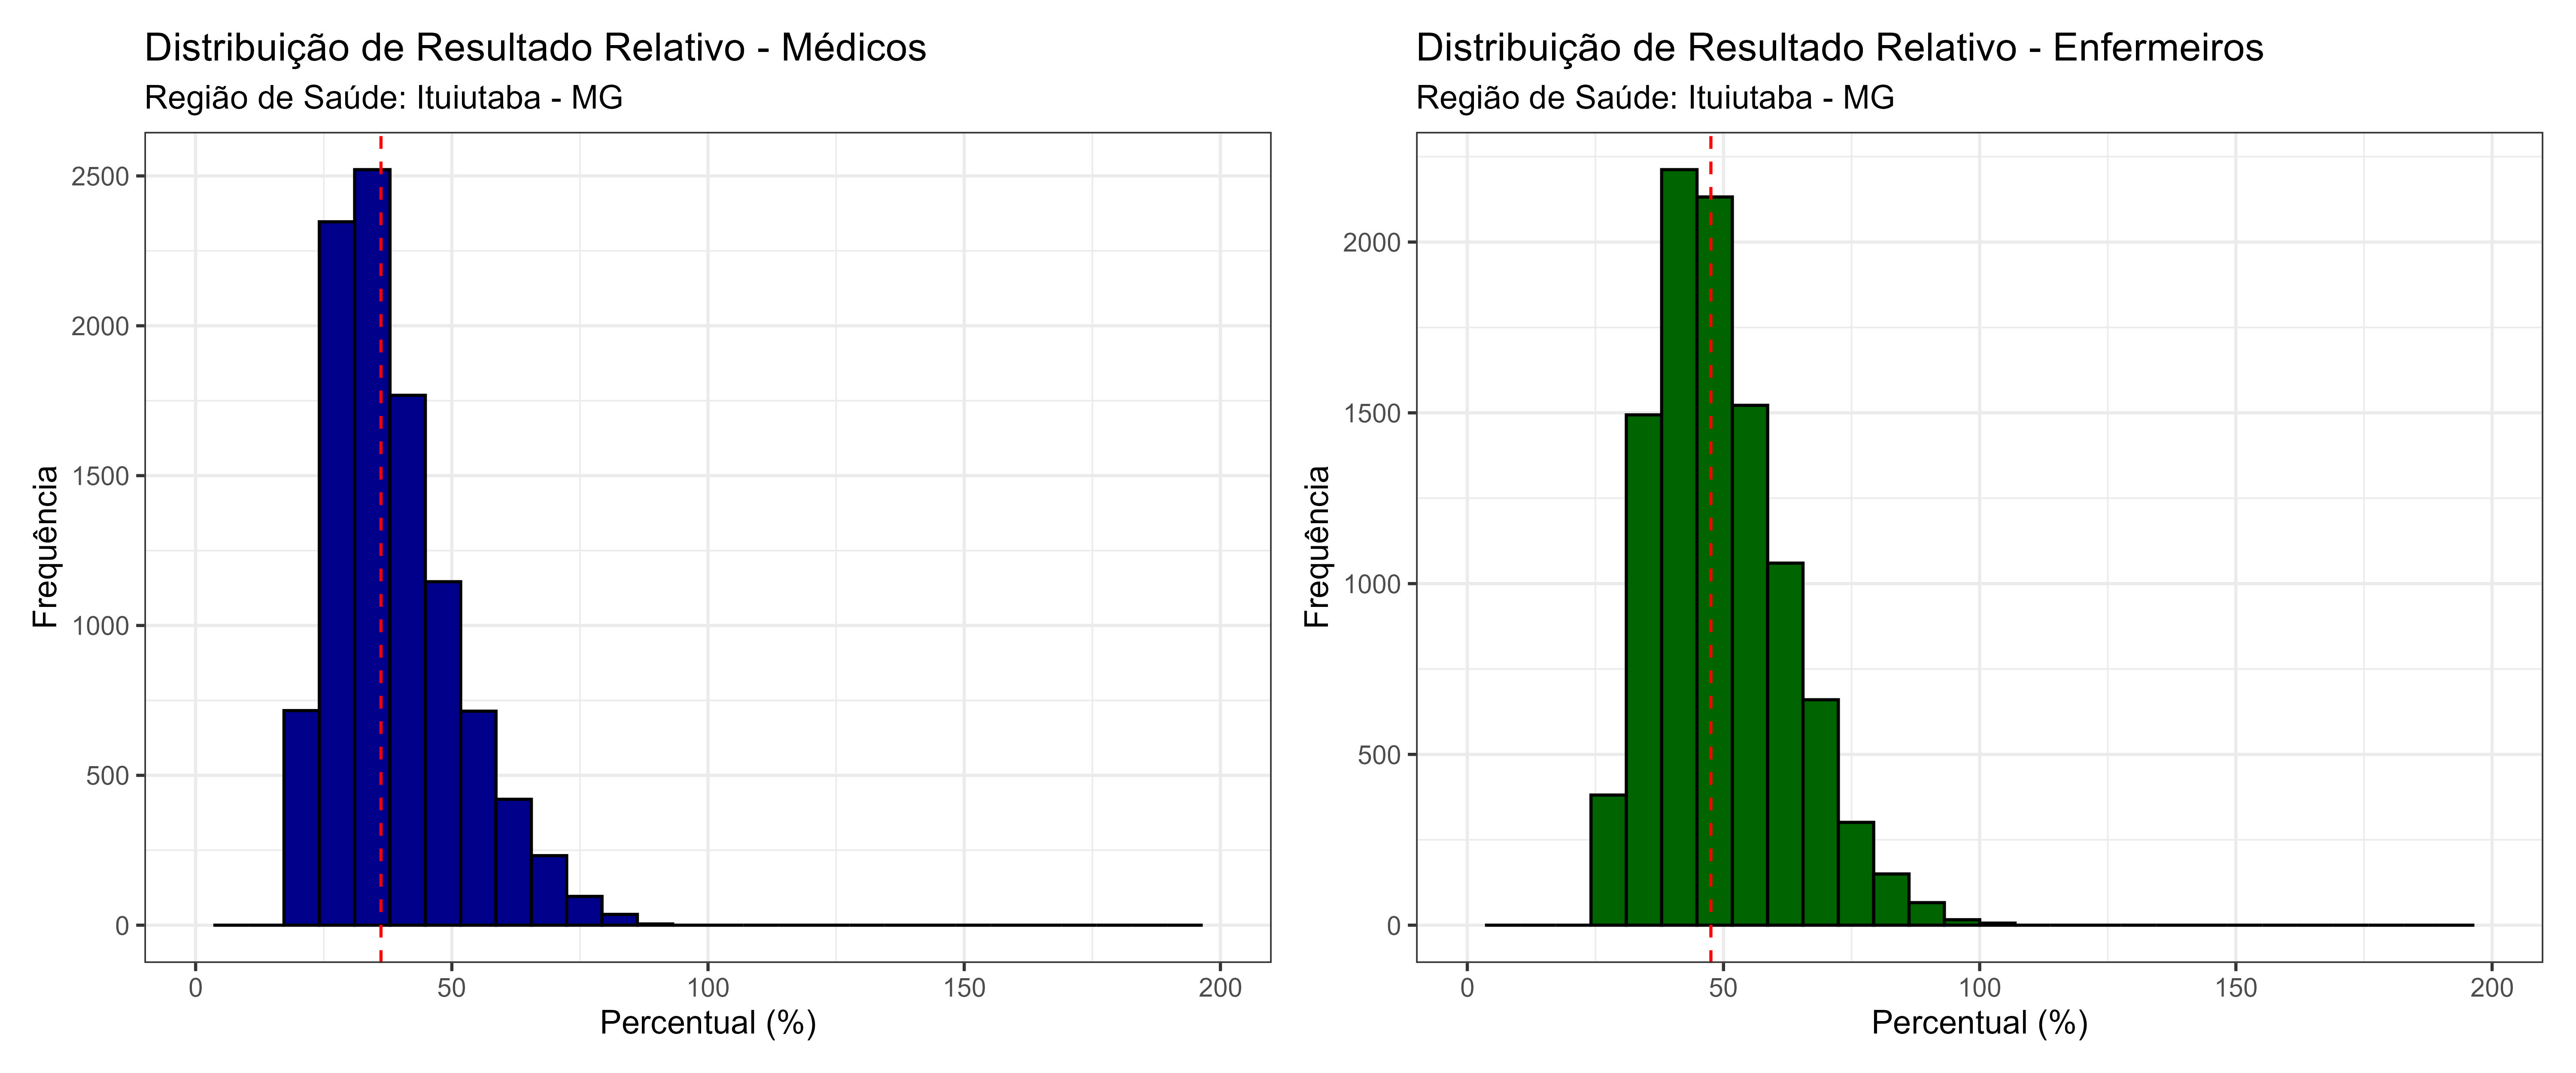 Distribuição de Resultado Relativo - Médicos
Região de Saúde: Ituiutaba - MG
2500
2000
1500
1000
500
0
Frequência
0 50 100 150 200
Percentual (%)
Distribuição de Resultado Relativo - Enfermeiros
Região de Saúde: Ituiutaba - MG
2000
1500
1000
500
0
Frequência
0 50 100 150 200
Percentual (%)